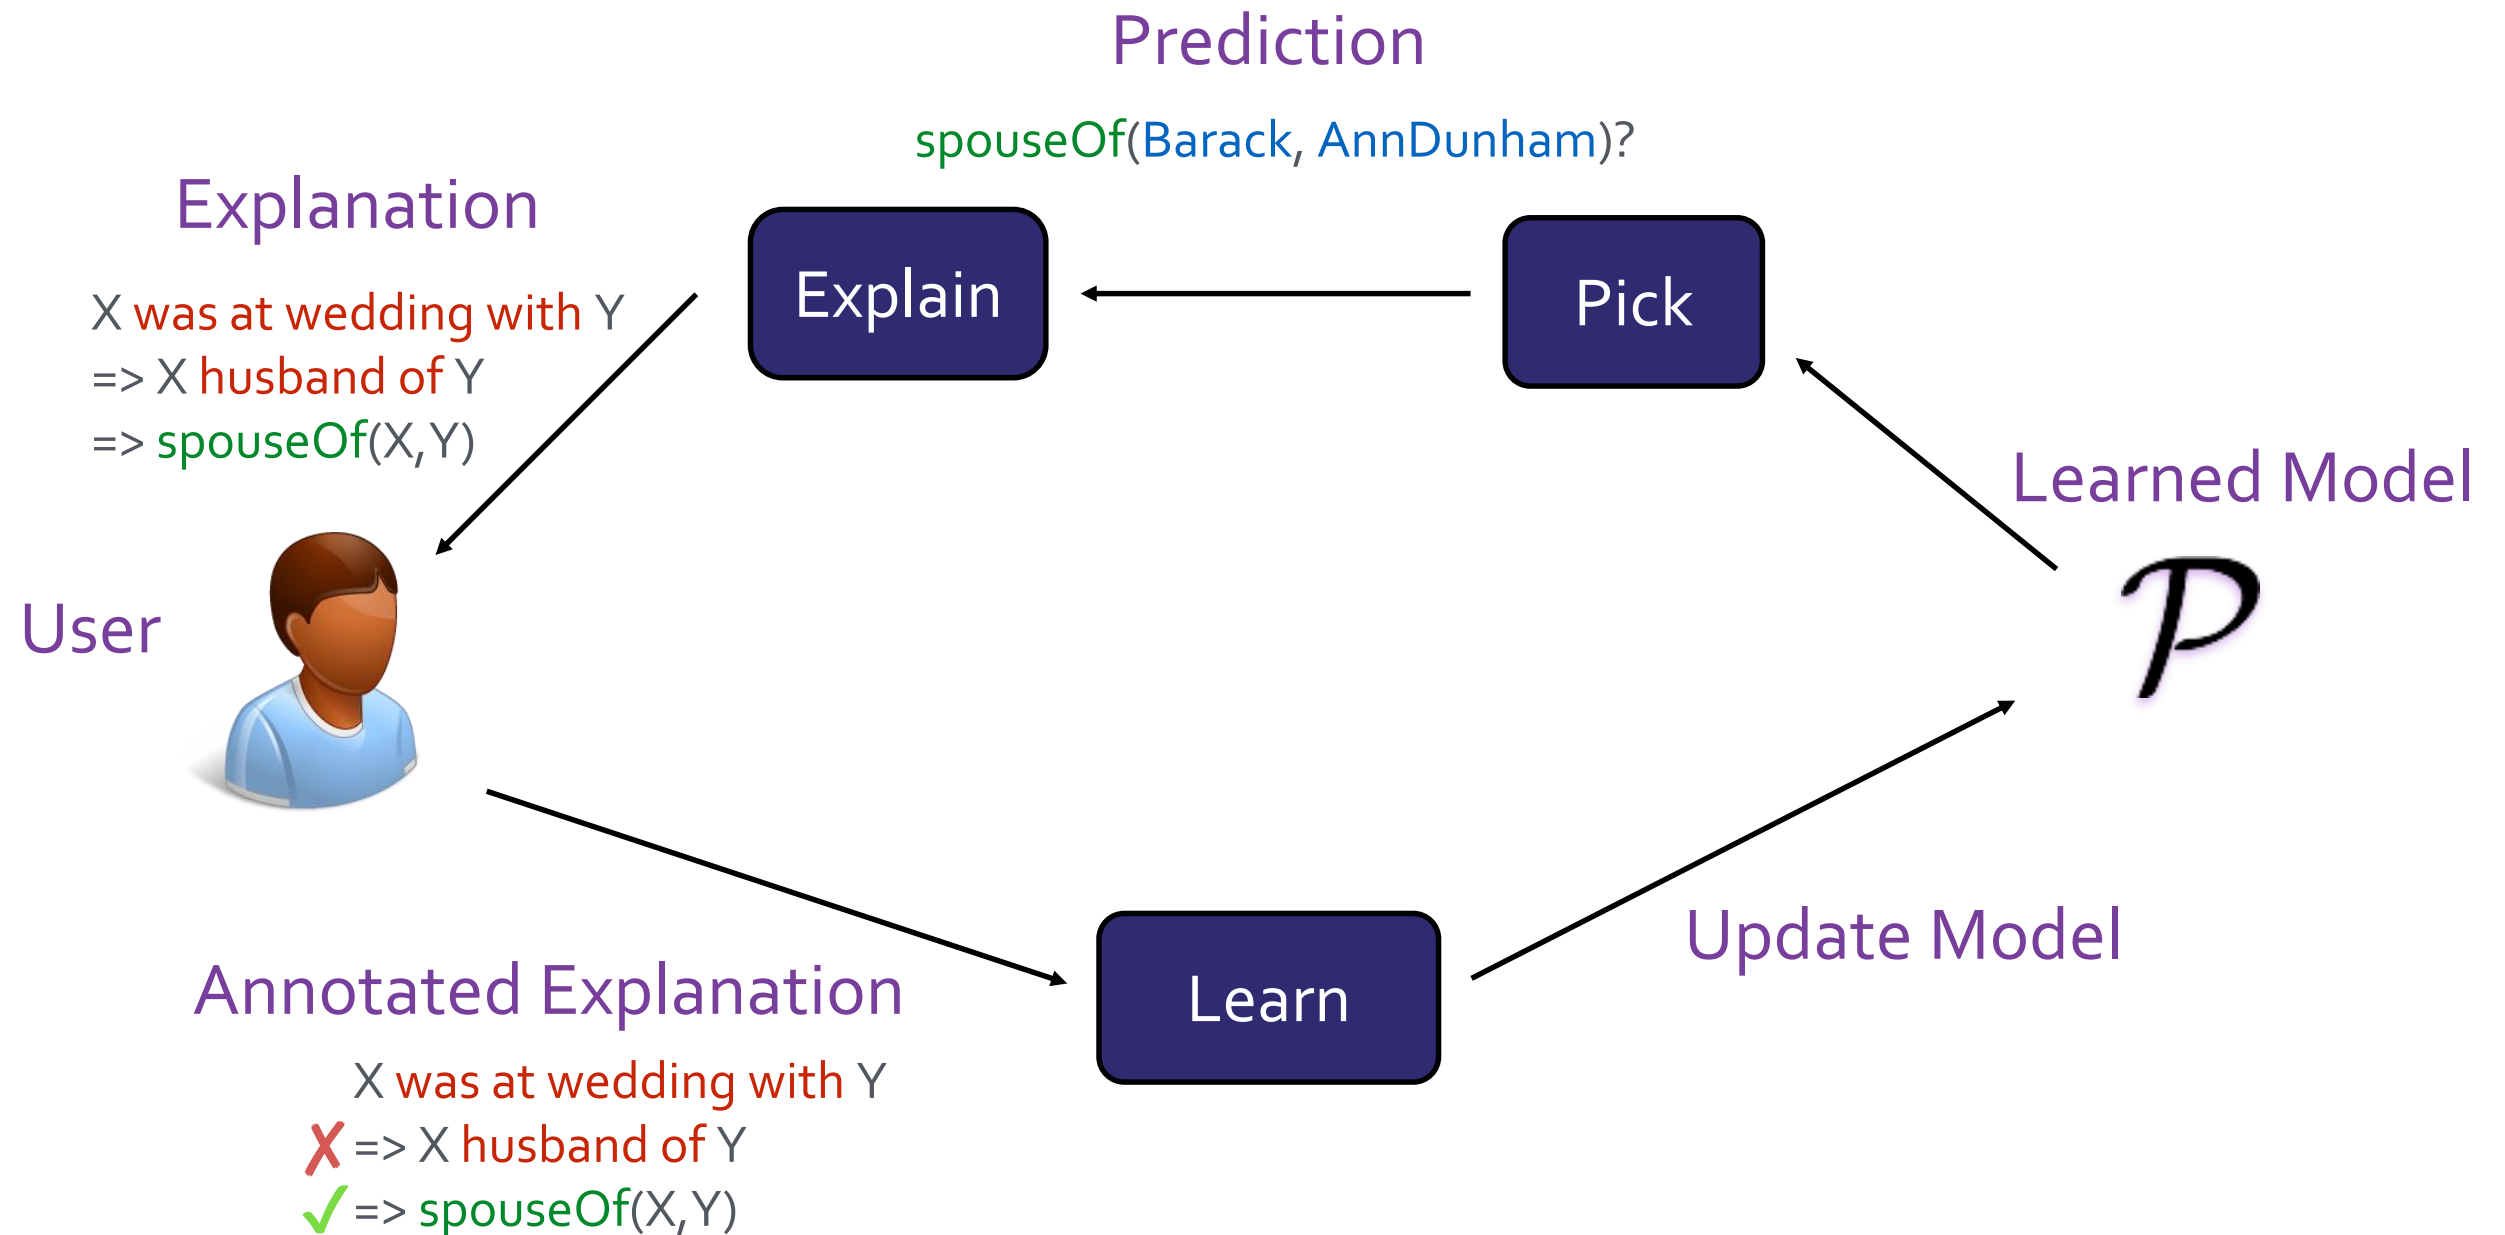 Prediction
spouseOf(Barack, AnnDunham)?
Explanation
X was at wedding with Y
=> X husband of Y
=> spouseOf(X,Y)
Explain
Pick
Learned Model
P
User
Update Model
Learn
Annotated Explanation
X was at wedding with Y
✗ => X husband of Y
✓ => spouseOf(X,Y)